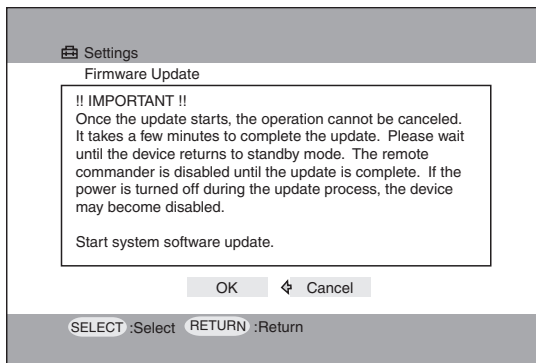 Settings
Firmware Update
!! IMPORTANT !!
Once the update starts, the operation cannot be canceled.
It takes a few minutes to complete the update. Please wait
until the device returns to standby mode. The remote
commander is disabled until the update is complete. If the
power is turned off during the update process, the device
may become disabled.
Start system software update.
OK Cancel
SELECT :Select RETURN :Return